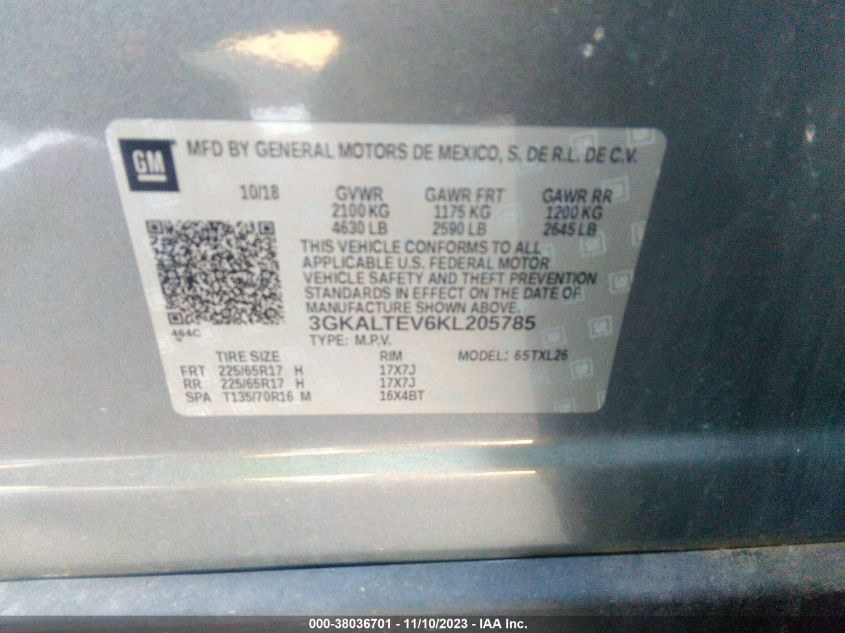 GM
MFD BY GENERAL MOTORS DE MEXICO, S. DE R.L. DE C.V.
10/18 GVWR GAWR FRT GAWR RR
2100 KG 1175 KG 1200 KG
4630 LB 2590 LB 2645 LB
THIS VEHICLE CONFORMS TO ALL
APPLICABLE U.S. FEDERAL MOTOR
VEHICLE SAFETY AND THEFT PREVENTION
STANDARDS IN EFFECT ON THE DATE OF
MANUFACTURE SHOWN ABOVE.
464C
3GKALTEV6KL205785
TYPE: M.P.V.
TIRE SIZE RIM MODEL: 65TXL26
FRT 225/65R17 H 17X7J
RR 225/65R17 H 17X7J
SPA T135/70R16 M 16X4BT
000-38036701 - 11/10/2023 - IAA Inc.